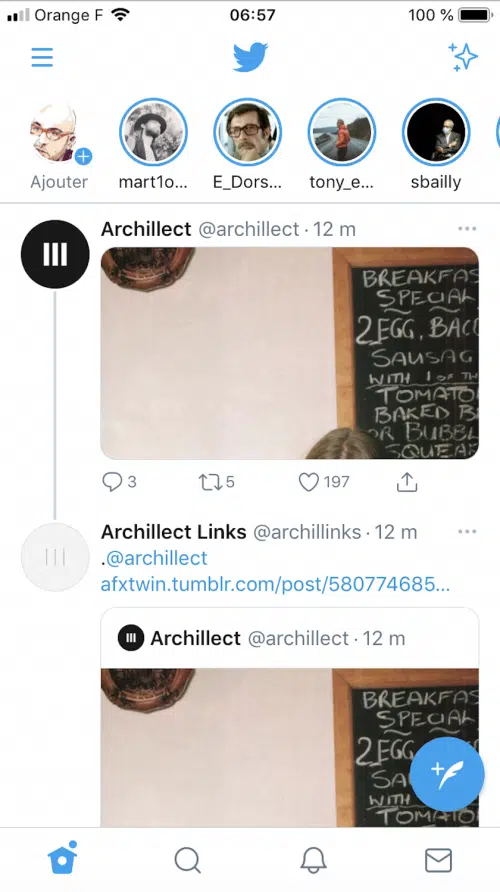 Orange F 06:57 100 %
Ajouter mart1o... E_Dors... tony_e... sbailly
Archillect @archillect · 12 m
BREAKFAS
SPECIAL
2 EGG, BACO
SAUSAG
WITH 1 OF TH
TOMATO
BAKED B
OR BUBBL
SQUEA
3 5 197
Archillect Links @archillinks · 12 m
.@archillect
afxtwin.tumblr.com/post/580774685...
Archillect @archillect · 12 m
BREAKFAS
SPECIAL
2 EGG
SA
WITH
TOMATO